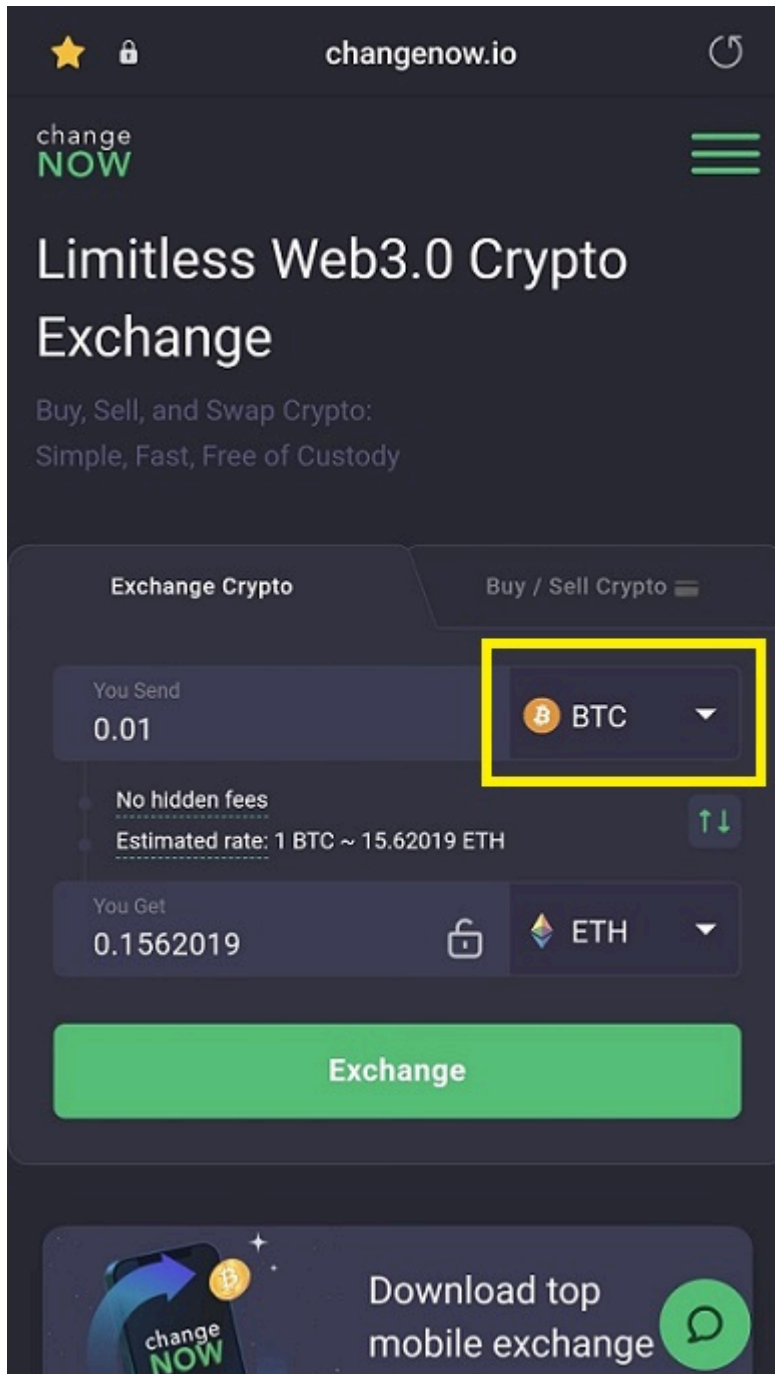 changenow.io
change
NOW
Limitless Web3.0 Crypto
Exchange
Buy, Sell, and Swap Crypto:
Simple, Fast, Free of Custody
Exchange Crypto
Buy / Sell Crypto
You Send
0.01
BTC
No hidden fees
Estimated rate: 1 BTC ~ 15.62019 ETH
You Get
0.1562019
ETH
Exchange
Download top
mobile exchange
change
NOW